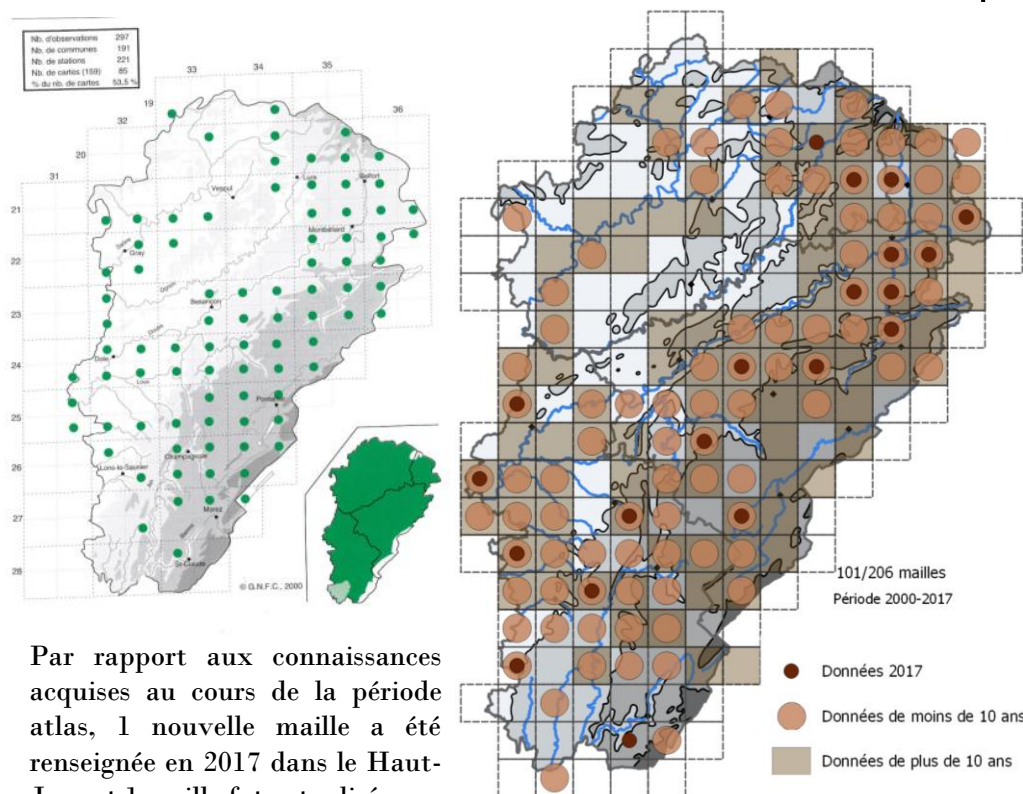 Nb. d'observations 297
Nb. de communes 191
Nb. de stations 221
Nb. de cartes (159) 85
% du nb. de cartes 53,5 %
33
34
35
36
19
32
20
31
21
22
23
24
25
26
27
28
Vesoul
Lure
Belfort
Montbéliard
Saône
Gray
Ognon
Besançon
Doubs
Dole
Loue
Pontarlier
Champagnole
Lons-le-Saunier
Morez
St-Claude
© G.N.F.C., 2000
101/206 mailles
Période 2000-2017
Données 2017
Données de moins de 10 ans
Données de plus de 10 ans
Par rapport aux connaissances
acquises au cours de la période
atlas, 1 nouvelle maille a été
renseignée en 2017 dans le Haut-